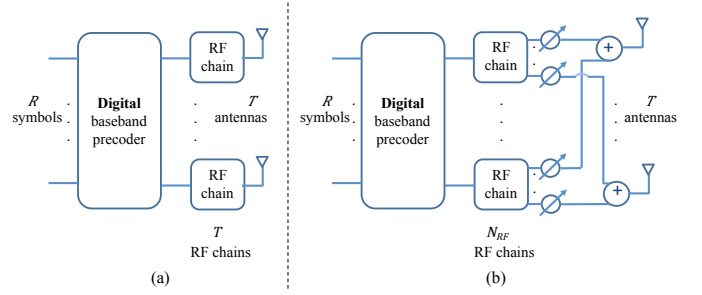 RF
chain
R
symbols
Digital
baseband
precoder
T
antennas
RF
chain
T
RF chains
(a)
RF
chain
+
R
symbols
Digital
baseband
precoder
T
antennas
RF
chain
+
N_RF
RF chains
(b)